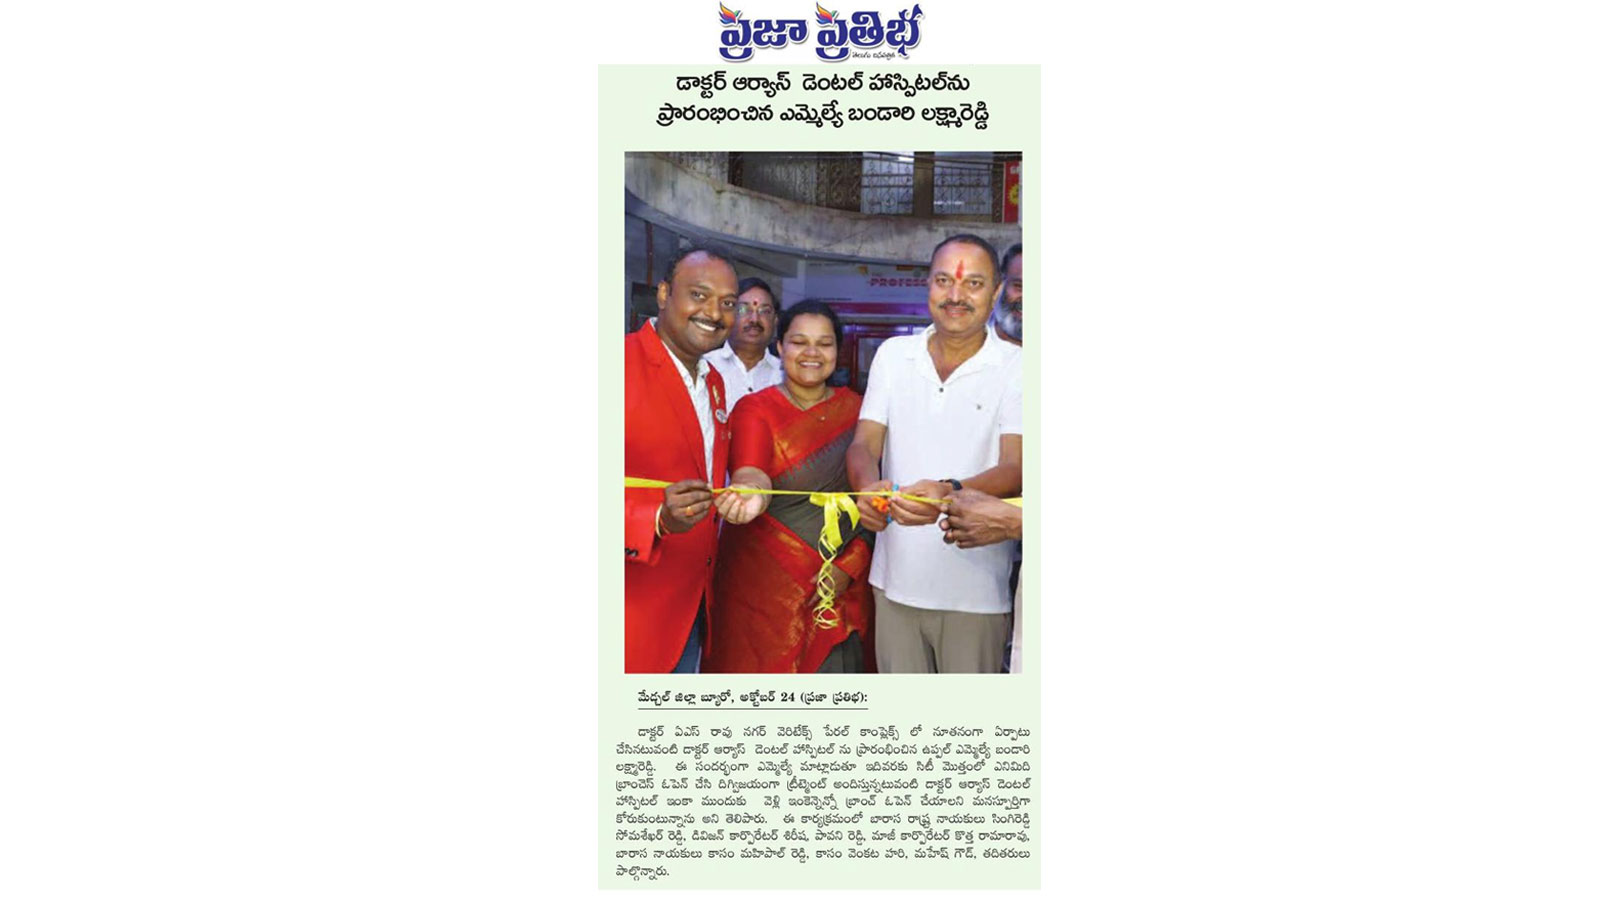 ప్రజా ప్రతిభ
తెలుగు దినపత్రిక
డాక్టర్ ఆర్యాస్ డెంటల్ హాస్పిటల్‌ను
ప్రారంభించిన ఎమ్మెల్యే బండారి లక్ష్మారెడ్డి
PROFESS
మేడ్చల్ జిల్లా బ్యూరో, అక్టోబర్ 24 (ప్రజా ప్రతిభ):
డాక్టర్ ఏఎస్ రావు నగర్ వెరిటేక్స్ పేరల్ కాంప్లెక్స్ లో నూతనంగా ఏర్పాటు
చేసినటువంటి డాక్టర్ ఆర్యాస్ డెంటల్ హాస్పిటల్ ను ప్రారంభించిన ఉప్పల్ ఎమ్మెల్యే బండారి
లక్ష్మారెడ్డి. ఈ సందర్భంగా ఎమ్మెల్యే మాట్లాడుతూ ఇదివరకు సిటీ మొత్తంలో ఎనిమిది
బ్రాంచెస్ ఓపెన్ చేసి దిగ్విజయంగా ట్రీట్మెంట్ అందిస్తున్నటువంటి డాక్టర్ ఆర్యాస్ డెంటల్
హాస్పిటల్ ఇంకా ముందుకు వెళ్లి ఇంకెన్నెన్నో బ్రాంచ్ ఓపెన్ చేయాలని మనస్పూర్తిగా
కోరుకుంటున్నాను అని తెలిపారు. ఈ కార్యక్రమంలో బారాస రాష్ట్ర నాయకులు సింగిరెడ్డి
సోమశేఖర్ రెడ్డి, డివిజన్ కార్పొరేటర్ శిరీష, పావని రెడ్డి, మాజీ కార్పొరేటర్ కొత్త రామారావు,
బారాస నాయకులు కాసం మహిపాల్ రెడ్డి, కాసం వెంకట హరి, మహేష్ గౌడ్, తదితరులు
పాల్గొన్నారు.